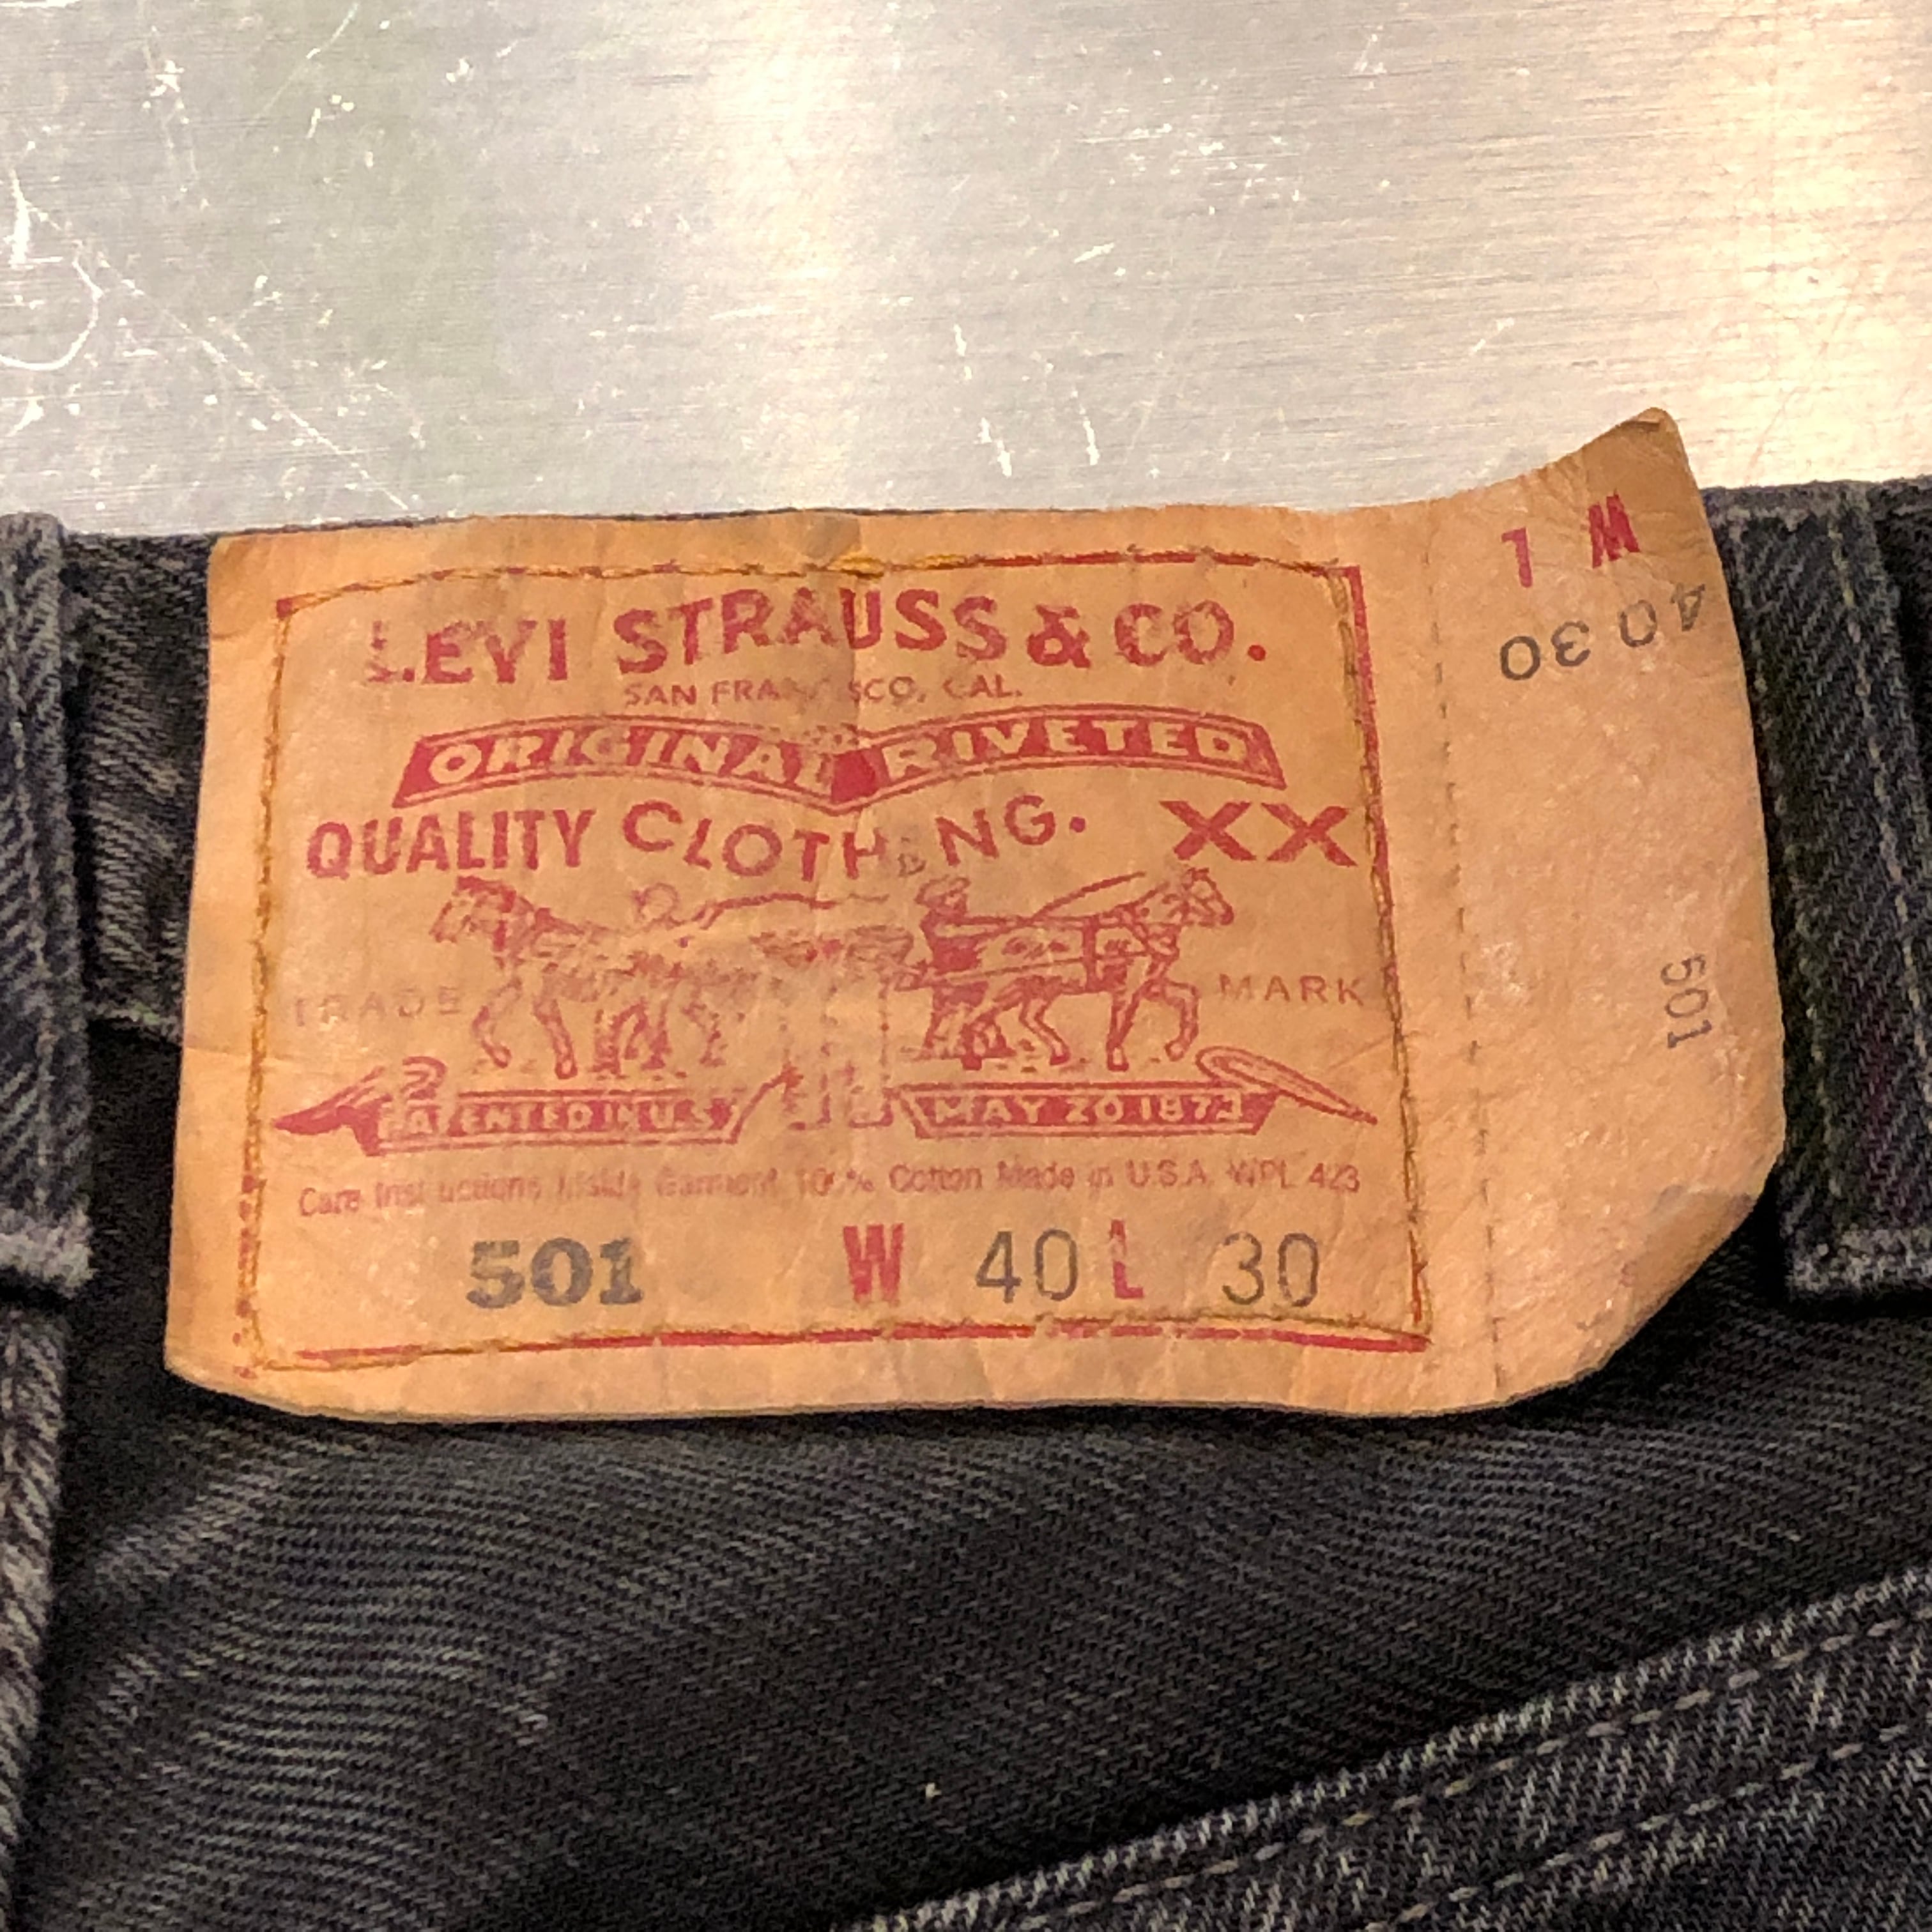 LEVI STRAUSS & CO.
SAN FRANCISCO, CAL.
ORIGINAL RIVETED
QUALITY CLOTHING. XX
TRADE MARK
PATENTED IN U.S. MAY 20 1873
Care Instructions Inside Garment 100% Cotton Made in U.S.A. WPL 423
501 W 40 L 30
W L
40 30
501